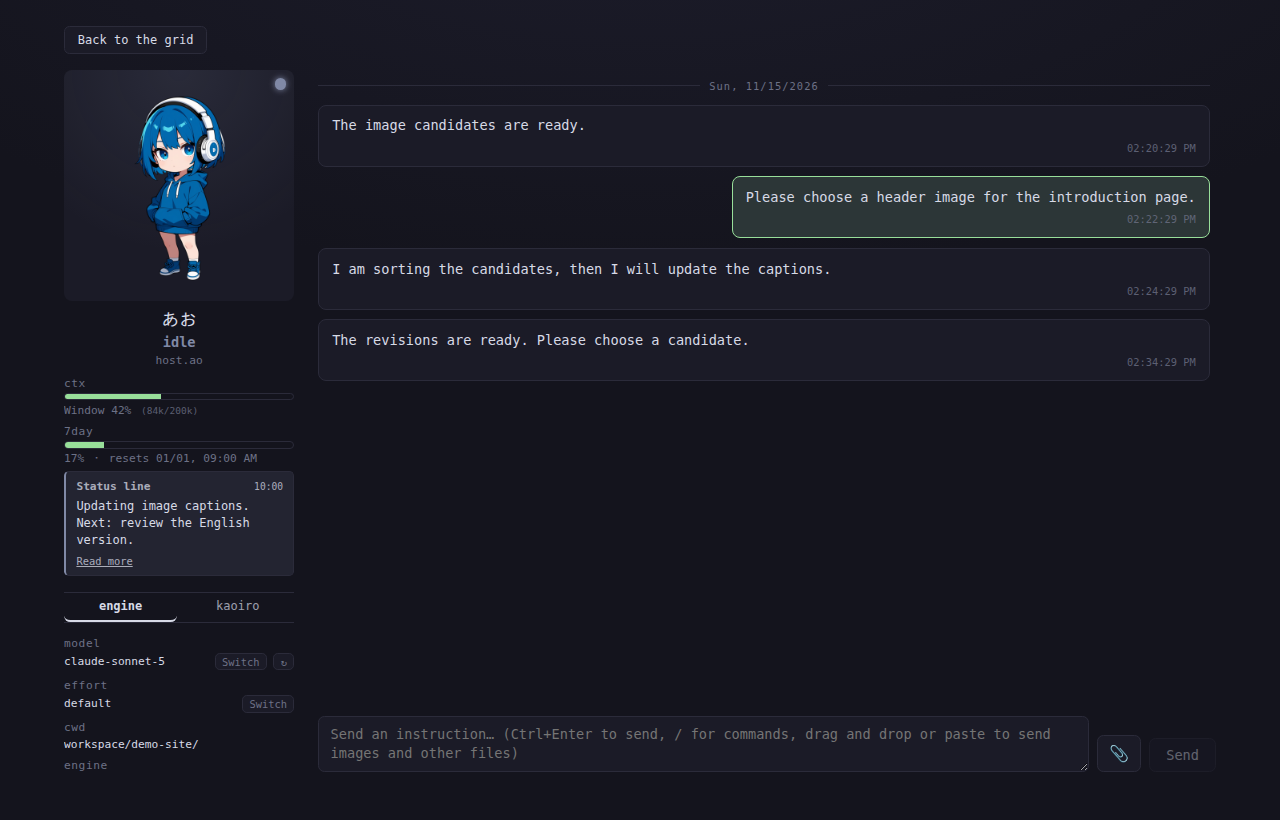 Back to the grid
あお
idle
host.ao
ctx
Window 42% (84k/200k)
7day
17% · resets 01/01, 09:00 AM
Status line 10:00
Updating image captions.
Next: review the English
version.
Read more
engine kaoiro
model
claude-sonnet-5 Switch ↻
effort
default Switch
cwd
workspace/demo-site/
engine
Sun, 11/15/2026
The image candidates are ready.
02:20:29 PM
Please choose a header image for the introduction page.
02:22:29 PM
I am sorting the candidates, then I will update the captions.
02:24:29 PM
The revisions are ready. Please choose a candidate.
02:34:29 PM
Send an instruction… (Ctrl+Enter to send, / for commands, drag and drop or paste to send
images and other files)
Send